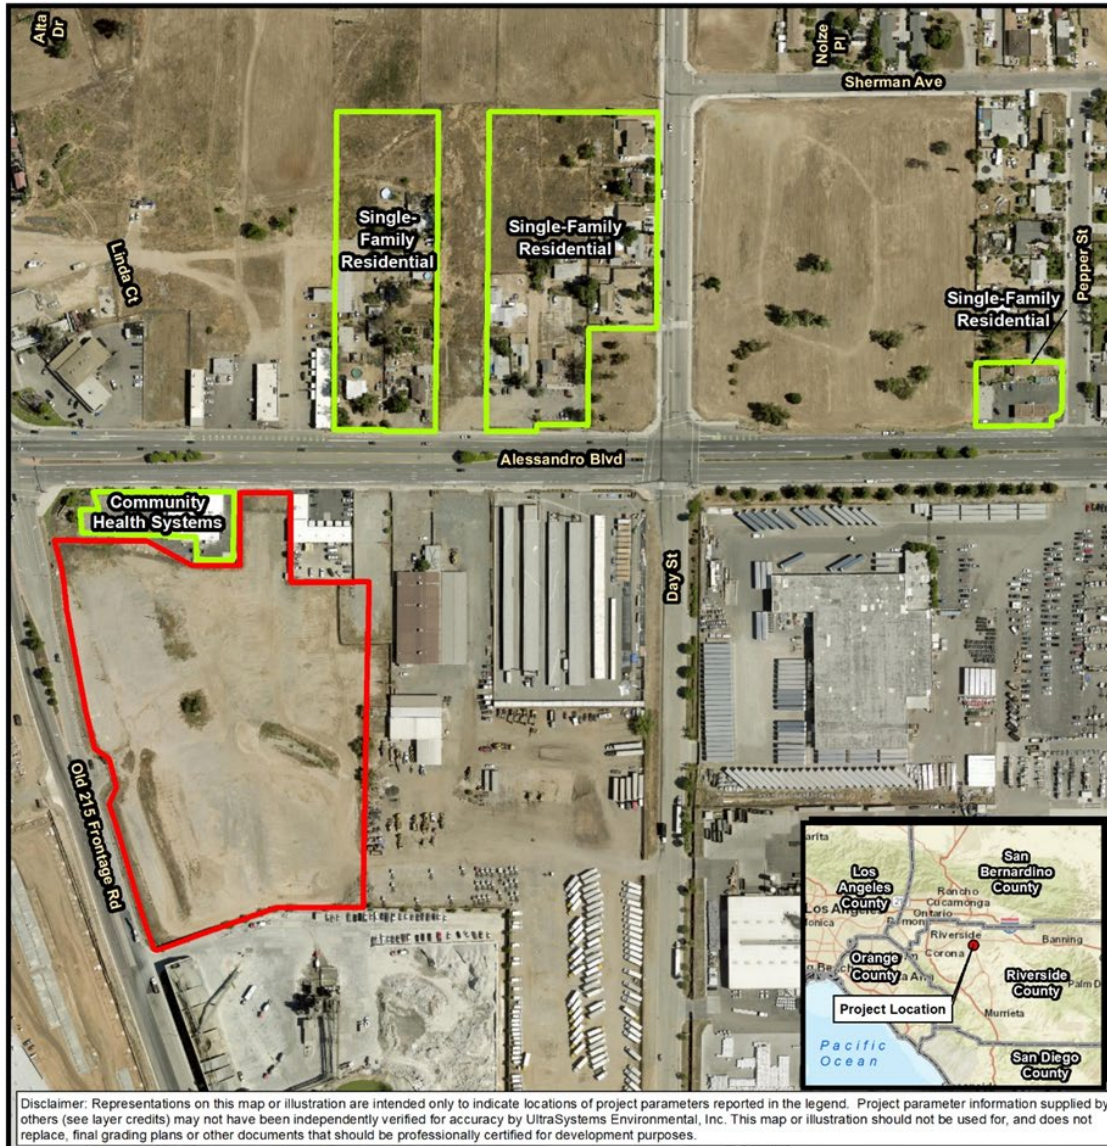 Alta
Dr
Nolze
Pl
Sherman Ave
Single-
Family
Residential
Single-Family
Residential
Linda Ct
Pepper St
Single-Family
Residential
Alessandro Blvd
Community
Health Systems
Day St
Old 215 Frontage Rd
San
Bernardino
County
Los
Angeles
County
Rancho
Cucamonga
Ontario
Los Angeles
Riverside
Corona
Banning
Orange
County
Riverside
County
Palm D
Project Location
Murrieta
Pacific
Ocean
San Diego
County
Disclaimer: Representations on this map or illustration are intended only to indicate locations of project parameters reported in the legend. Project parameter information supplied by
others (see layer credits) may not have been independently verified for accuracy by UltraSystems Environmental, Inc. This map or illustration should not be used for, and does not
replace, final grading plans or other documents that should be professionally certified for development purposes.